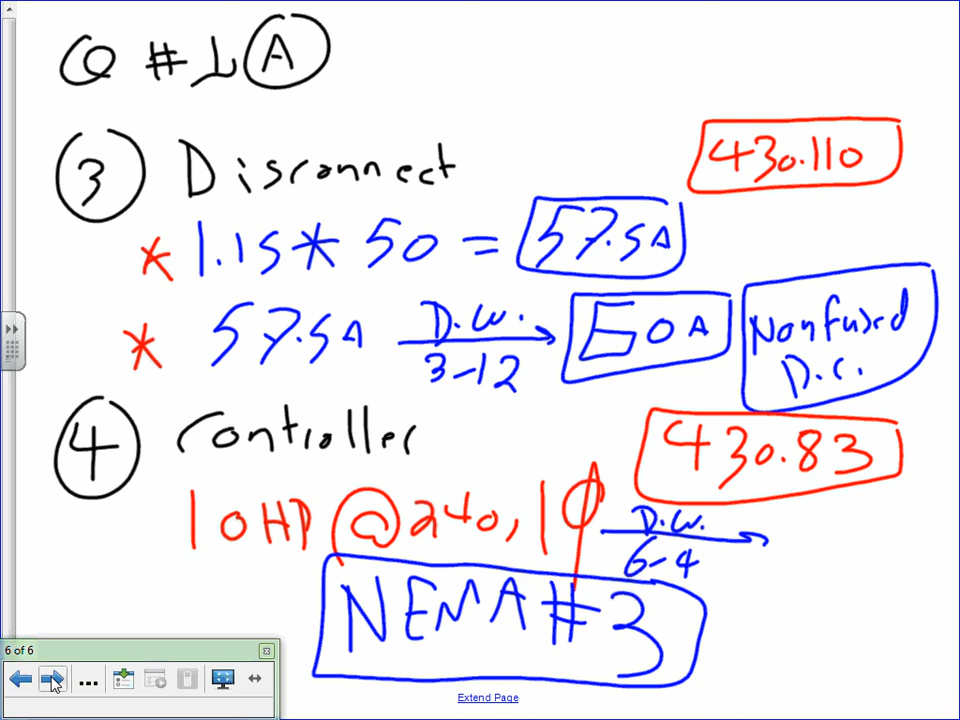 Q # 1 A
3 Disconnect
430.110
* 1.15 * 50 = 57.5A
* 57.5A D.W. 3-12 60A
Nonfused D.C.
4 Controller
430.83
10HP @ 240, 1φ D.W. 6-4
NEMA #3
6 of 6
...
Extend Page